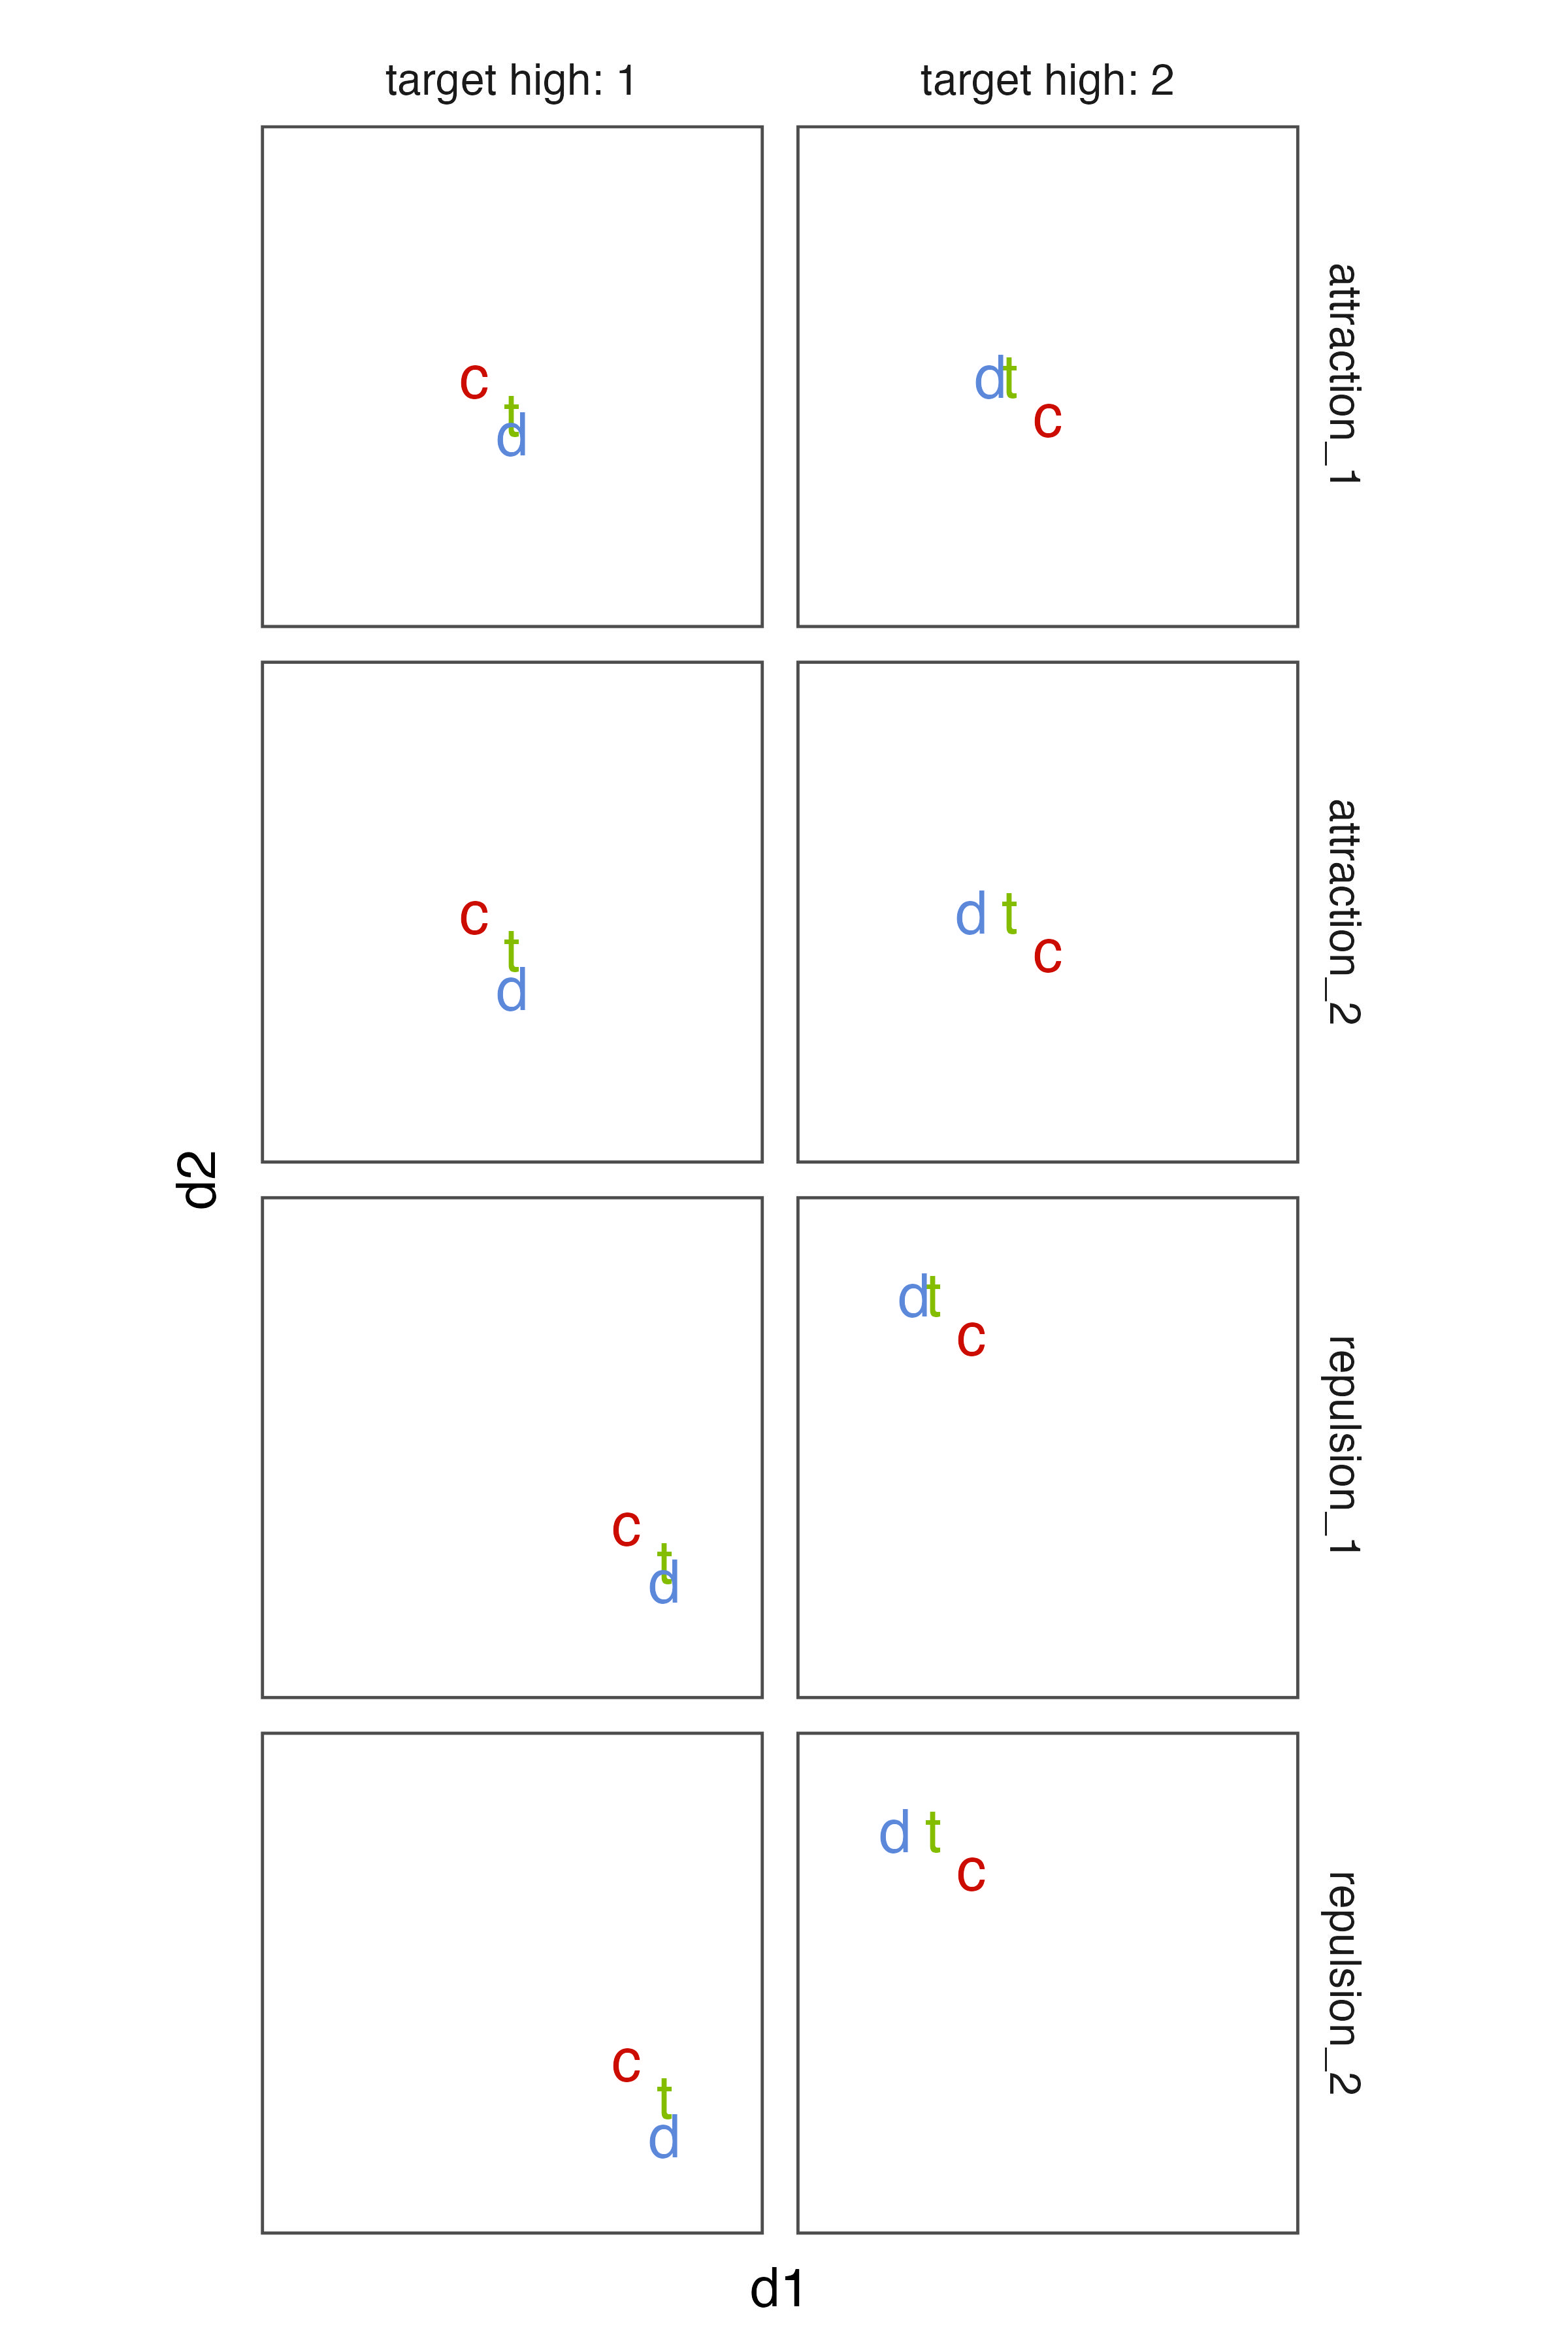 target high: 1
target high: 2
c
t
d
d t
c
attraction_1
c
t
d
d t
c
attraction_2
d2
c
t
d
d t
c
repulsion_1
c
t
d
d t
c
repulsion_2
d1